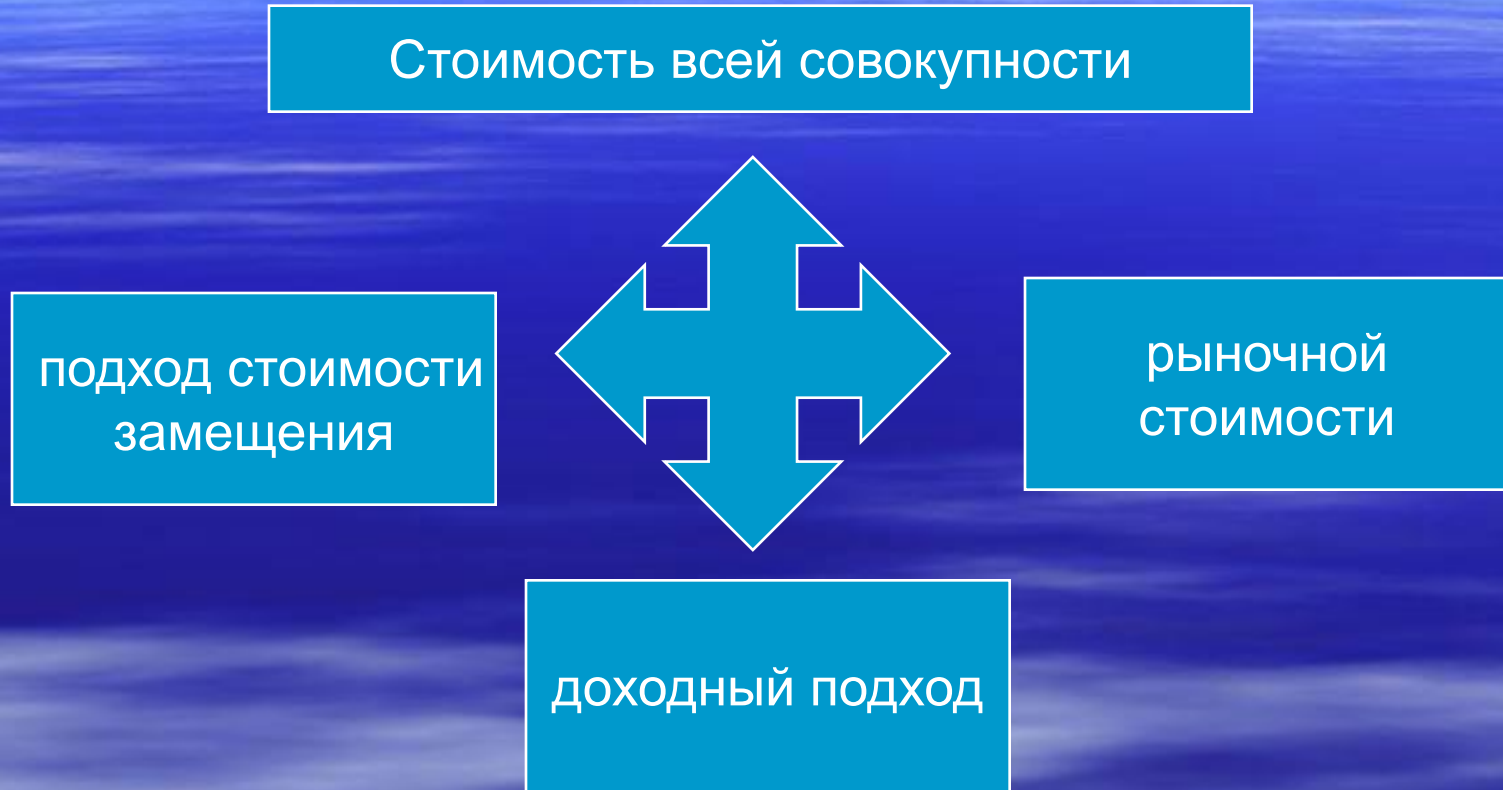 Стоимость всей совокупности
подход стоимости
замещения
рыночной
стоимости
доходный подход